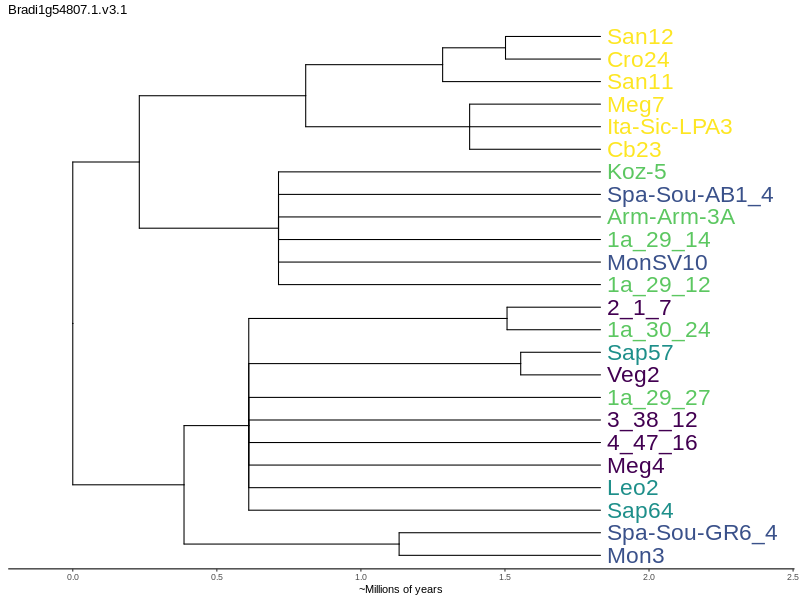 Bradi1g54807.1.v3.1
San12
Cro24
San11
Meg7
Ita-Sic-LPA3
Cb23
Koz-5
Spa-Sou-AB1_4
Arm-Arm-3A
1a_29_14
MonSV10
1a_29_12
2_1_7
1a_30_24
Sap57
Veg2
1a_29_27
3_38_12
4_47_16
Meg4
Leo2
Sap64
Spa-Sou-GR6_4
Mon3
0.0 0.5 1.0 1.5 2.0 2.5
~Millions of years